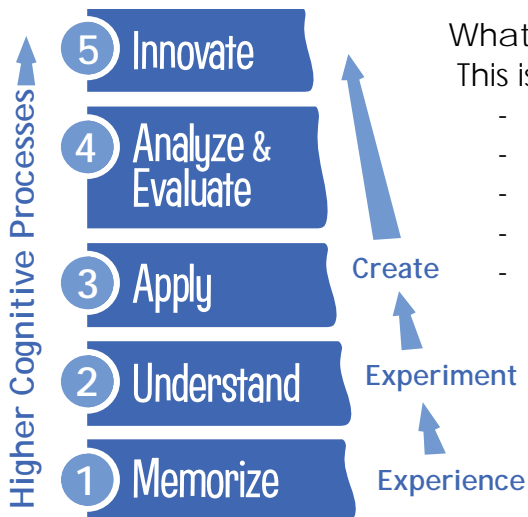 Higher Cognitive Processes
5 Innovate
4 Analyze &
Evaluate
3 Apply
2 Understand
1 Memorize
Create
Experiment
Experience
What
This is
-
-
-
-
-